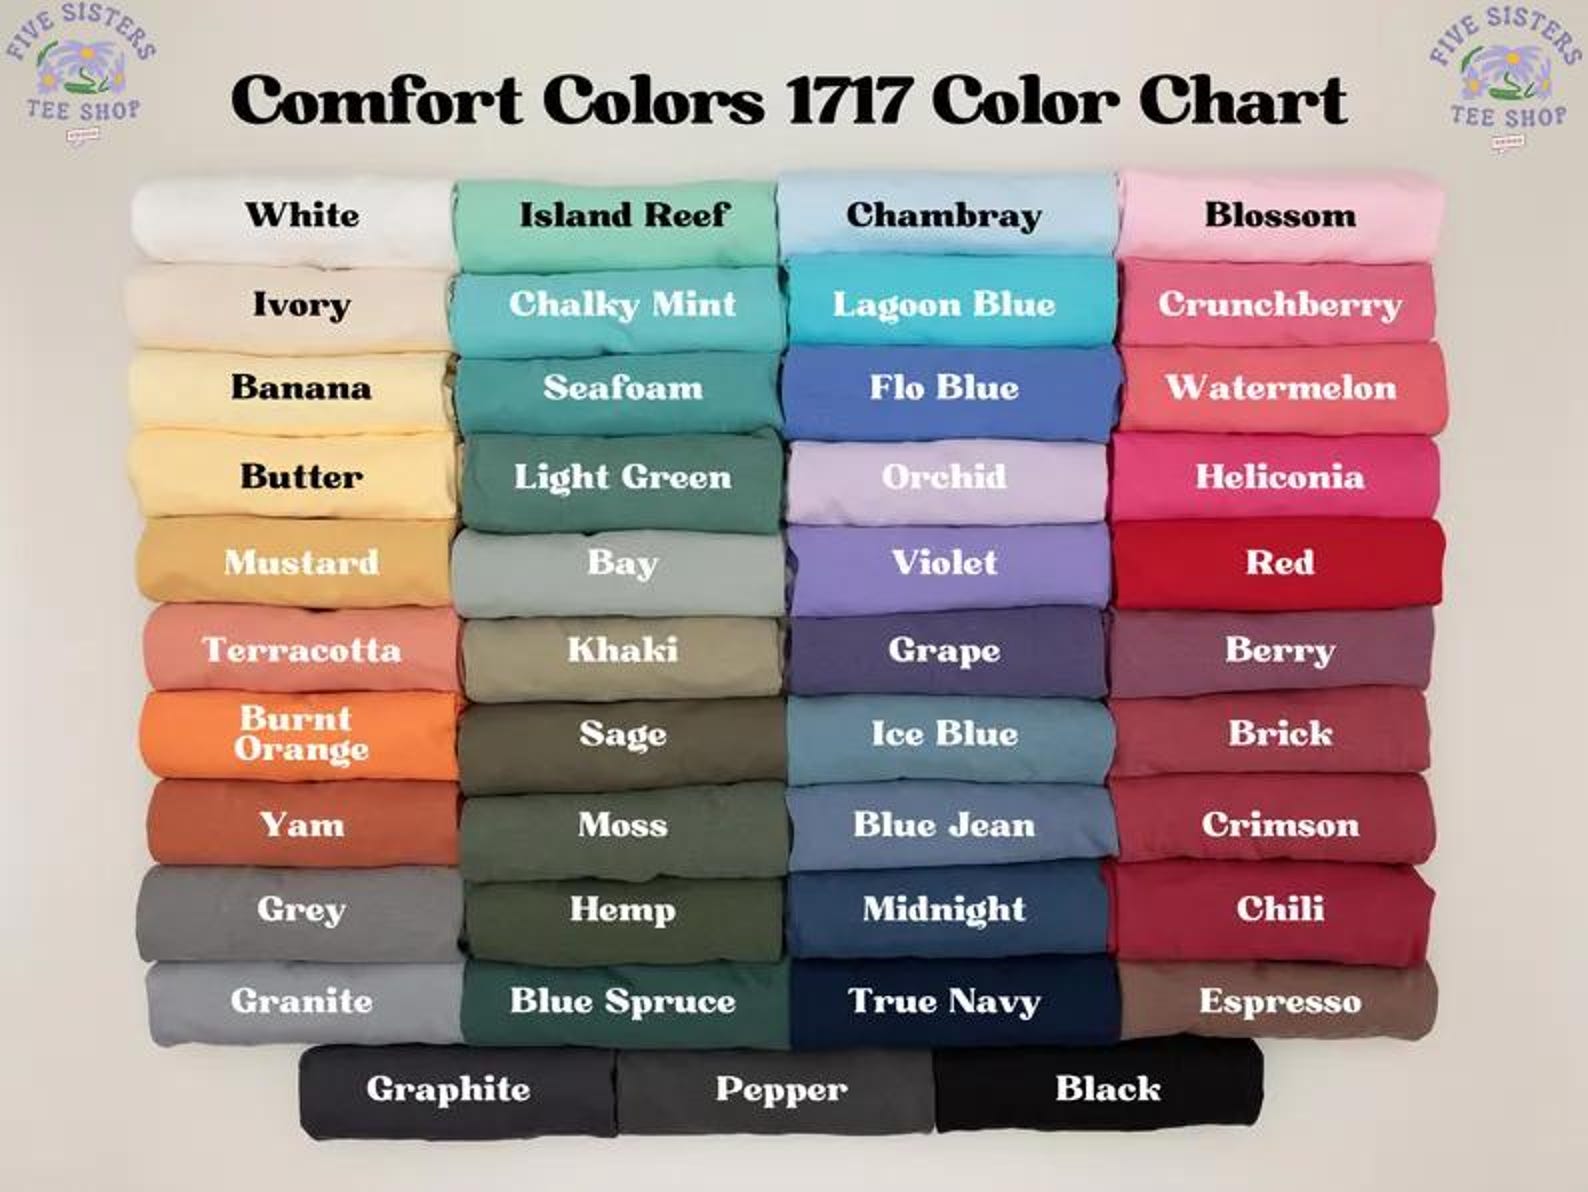 FIVE SISTERS
TEE SHOP
FIVE SISTERS
TEE SHOP
Comfort Colors 1717 Color Chart
White
Island Reef
Chambray
Blossom
Ivory
Chalky Mint
Lagoon Blue
Crunchberry
Banana
Seafoam
Flo Blue
Watermelon
Butter
Light Green
Orchid
Heliconia
Mustard
Bay
Violet
Red
Terracotta
Khaki
Grape
Berry
Burnt
Orange
Sage
Ice Blue
Brick
Yam
Moss
Blue Jean
Crimson
Grey
Hemp
Midnight
Chili
Granite
Blue Spruce
True Navy
Espresso
Graphite
Pepper
Black